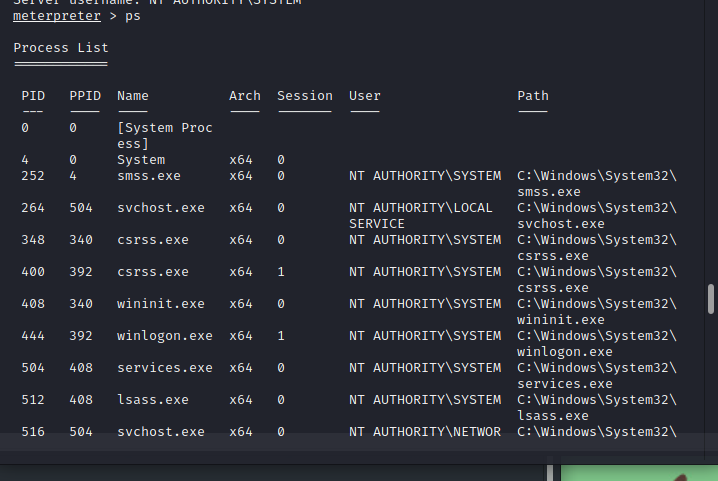 Server username: NT AUTHORITY\SYSTEM
meterpreter > ps
Process List
============
PID PPID Name Arch Session User Path
--- ---- ---- ---- ------- ---- ----
0 0 [System Proc
ess]
4 0 System x64 0
252 4 smss.exe x64 0 NT AUTHORITY\SYSTEM C:\Windows\System32\
smss.exe
264 504 svchost.exe x64 0 NT AUTHORITY\LOCAL C:\Windows\System32\
SERVICE svchost.exe
348 340 csrss.exe x64 0 NT AUTHORITY\SYSTEM C:\Windows\System32\
csrss.exe
400 392 csrss.exe x64 1 NT AUTHORITY\SYSTEM C:\Windows\System32\
csrss.exe
408 340 wininit.exe x64 0 NT AUTHORITY\SYSTEM C:\Windows\System32\
wininit.exe
444 392 winlogon.exe x64 1 NT AUTHORITY\SYSTEM C:\Windows\System32\
winlogon.exe
504 408 services.exe x64 0 NT AUTHORITY\SYSTEM C:\Windows\System32\
services.exe
512 408 lsass.exe x64 0 NT AUTHORITY\SYSTEM C:\Windows\System32\
lsass.exe
516 504 svchost.exe x64 0 NT AUTHORITY\NETWOR C:\Windows\System32\